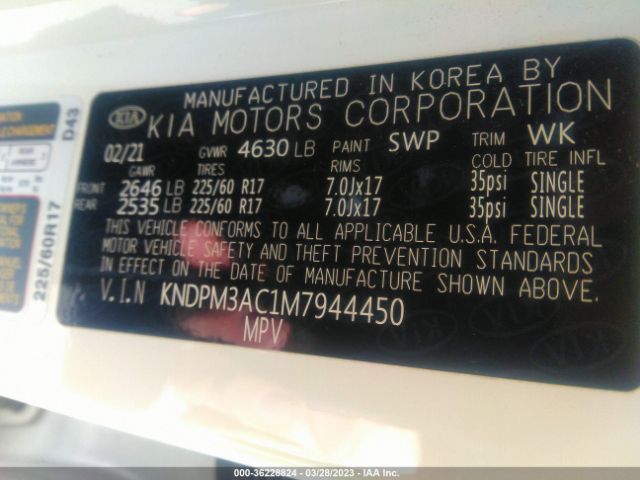 MANUFACTURED IN KOREA BY
KIA KIA MOTORS CORPORATION
02/21 GVWR 4630 LB PAINT SWP TRIM WK
GAWR TIRES RIMS COLD TIRE INFL
FRONT 2646 LB 225/60 R17 7.0Jx17 35psi SINGLE
REAR 2535 LB 225/60 R17 7.0Jx17 35psi SINGLE
THIS VEHICLE CONFORMS TO ALL APPLICABLE U.S.A. FEDERAL
MOTOR VEHICLE SAFETY AND THEFT PREVENTION STANDARDS
IN EFFECT ON THE DATE OF MANUFACTURE SHOWN ABOVE.
V.I.N KNDPM3AC1M7944450
MPV
D43
225/60R17
000-36228824 / 03/28/2023 - IAA Inc.